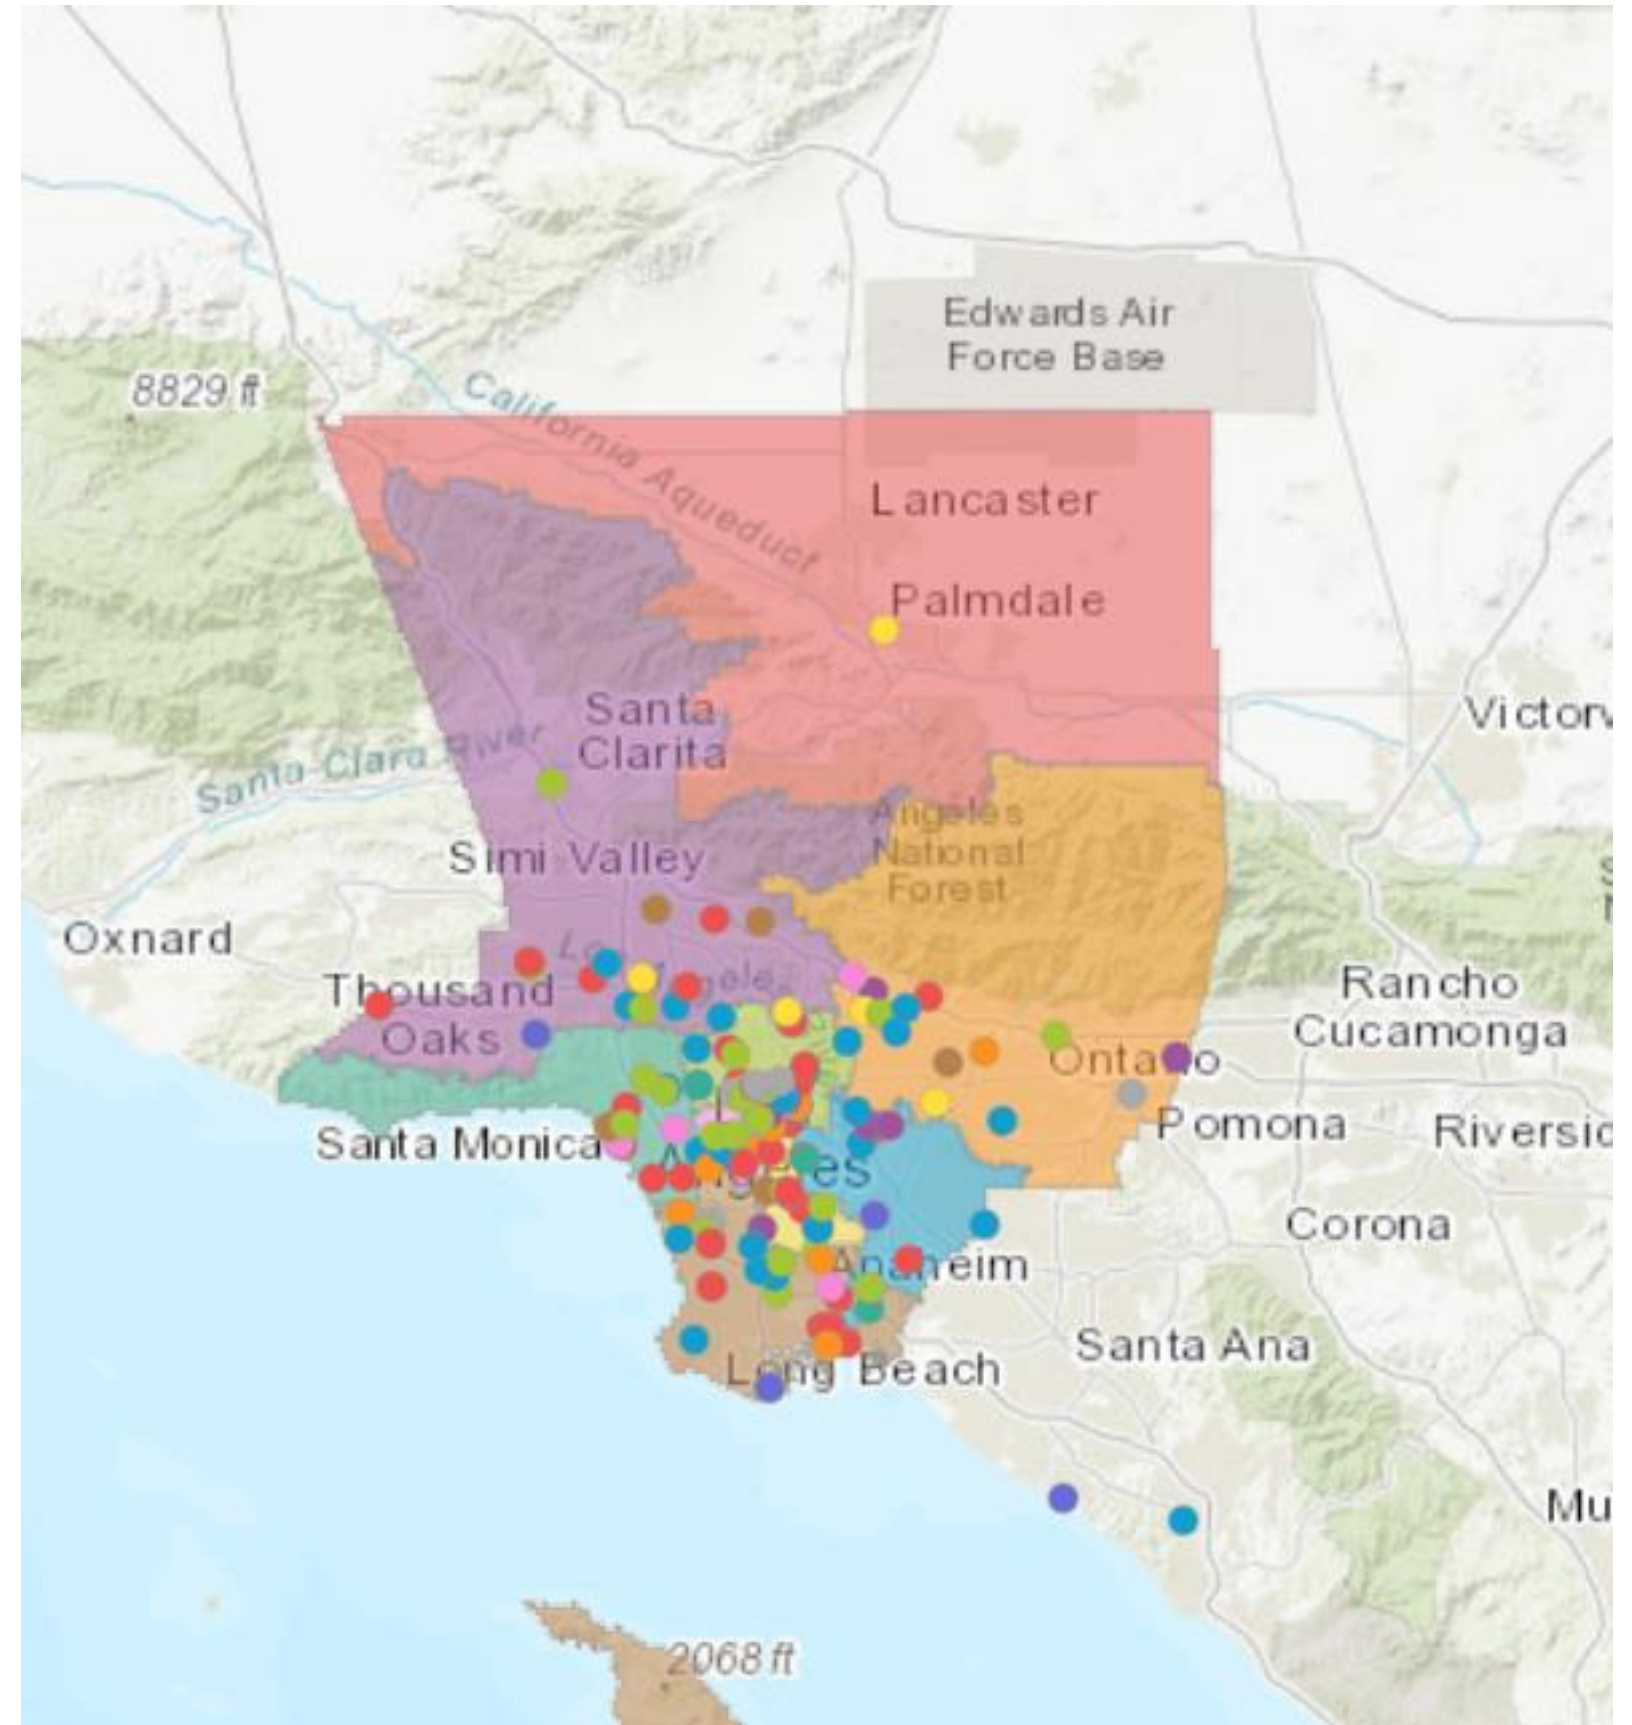 Edwards Air
Force Base
8829 ft
California Aqueduct
Lancaster
Palmdale
Santa
Clarita
Victorv
Santa Clara River
Angeles
National
Forest
Simi Valley
Oxnard
Thousand
Oaks
Rancho
Cucamonga
Ontario
Santa Monica
Pomona
Riversid
Corona
Anaheim
Santa Ana
Long Beach
Mu
2068 ft